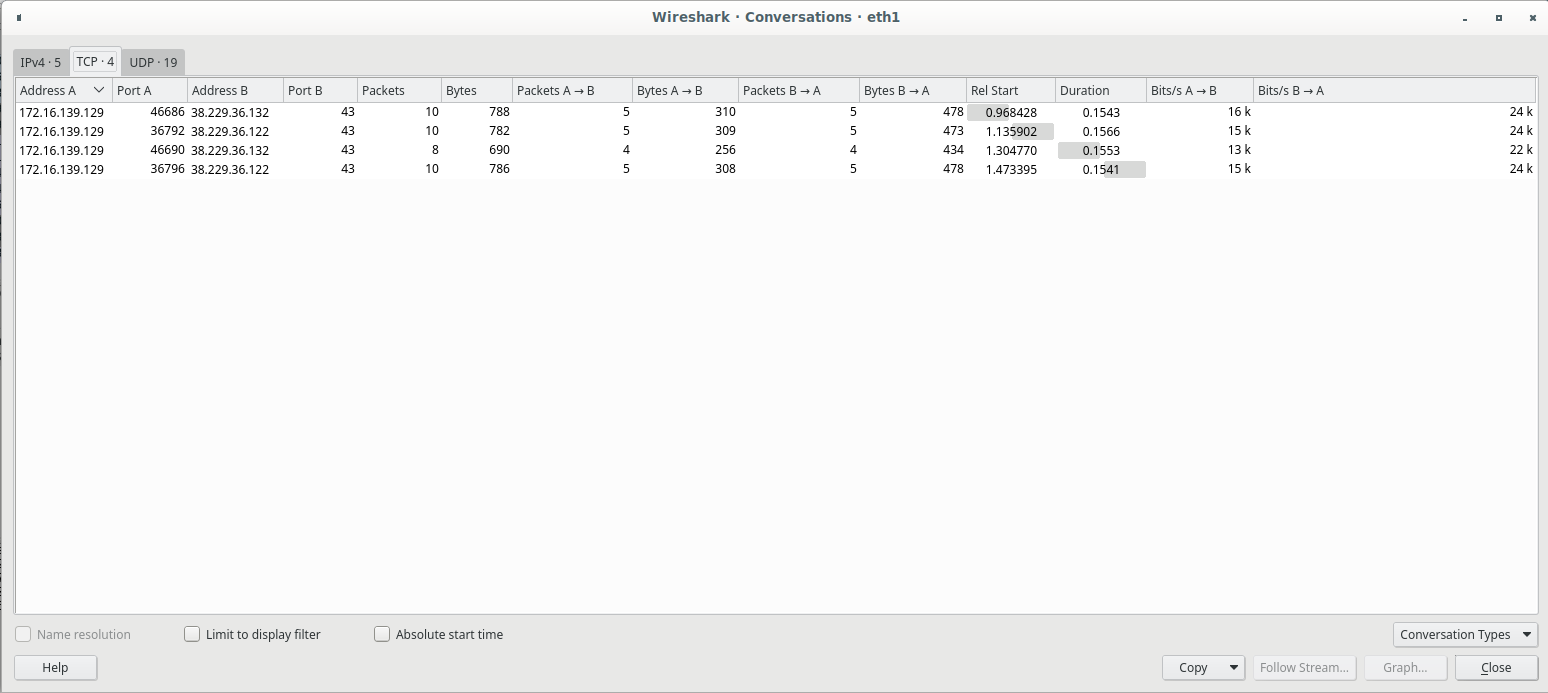 Wireshark · Conversations · eth1
IPv4 · 5 TCP · 4 UDP · 19
Address A Port A Address B Port B Packets Bytes Packets A → B Bytes A → B Packets B → A Bytes B → A Rel Start Duration Bits/s A → B Bits/s B → A
172.16.139.129 46686 38.229.36.132 43 10 788 5 310 5 478 0.968428 0.1543 16 k 24 k
172.16.139.129 36792 38.229.36.122 43 10 782 5 309 5 473 1.135902 0.1566 15 k 24 k
172.16.139.129 46690 38.229.36.132 43 8 690 4 256 4 434 1.304770 0.1553 13 k 22 k
172.16.139.129 36796 38.229.36.122 43 10 786 5 308 5 478 1.473395 0.1541 15 k 24 k
Name resolution Limit to display filter Absolute start time Conversation Types
Help Copy Follow Stream... Graph... Close